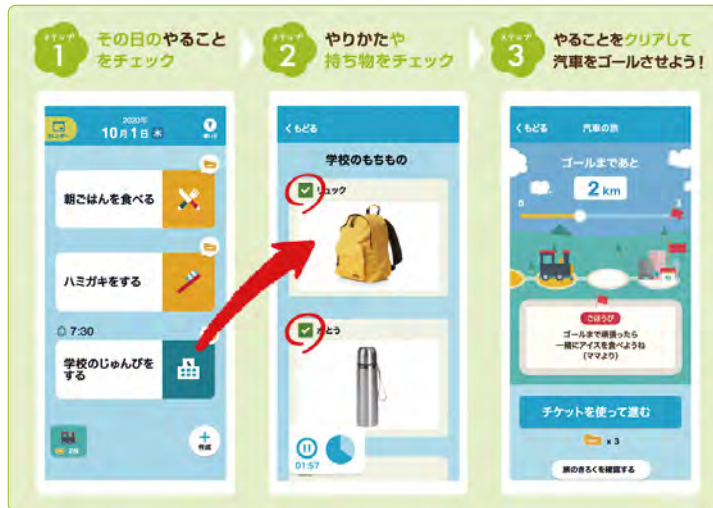 ステップ
1
その日のやること
をチェック
ステップ
2
やりかたや
持ち物をチェック
ステップ
3
やることをクリアして
汽車をゴールさせよう!
2020年
10月1日 木
朝ごはんを食べる
ハミガキをする
7:30
学校のじゅんびを
する
作成
くもどる
学校のもちもの
リュック
すいとう
01:57
くもどる
汽車の旅
ゴールまであと
2 km
ごほうび
ゴールまで頑張ったら
一緒にアイスを食べようね
(ママより)
チケットを使って進む
x 3
旅のきろくを確認する